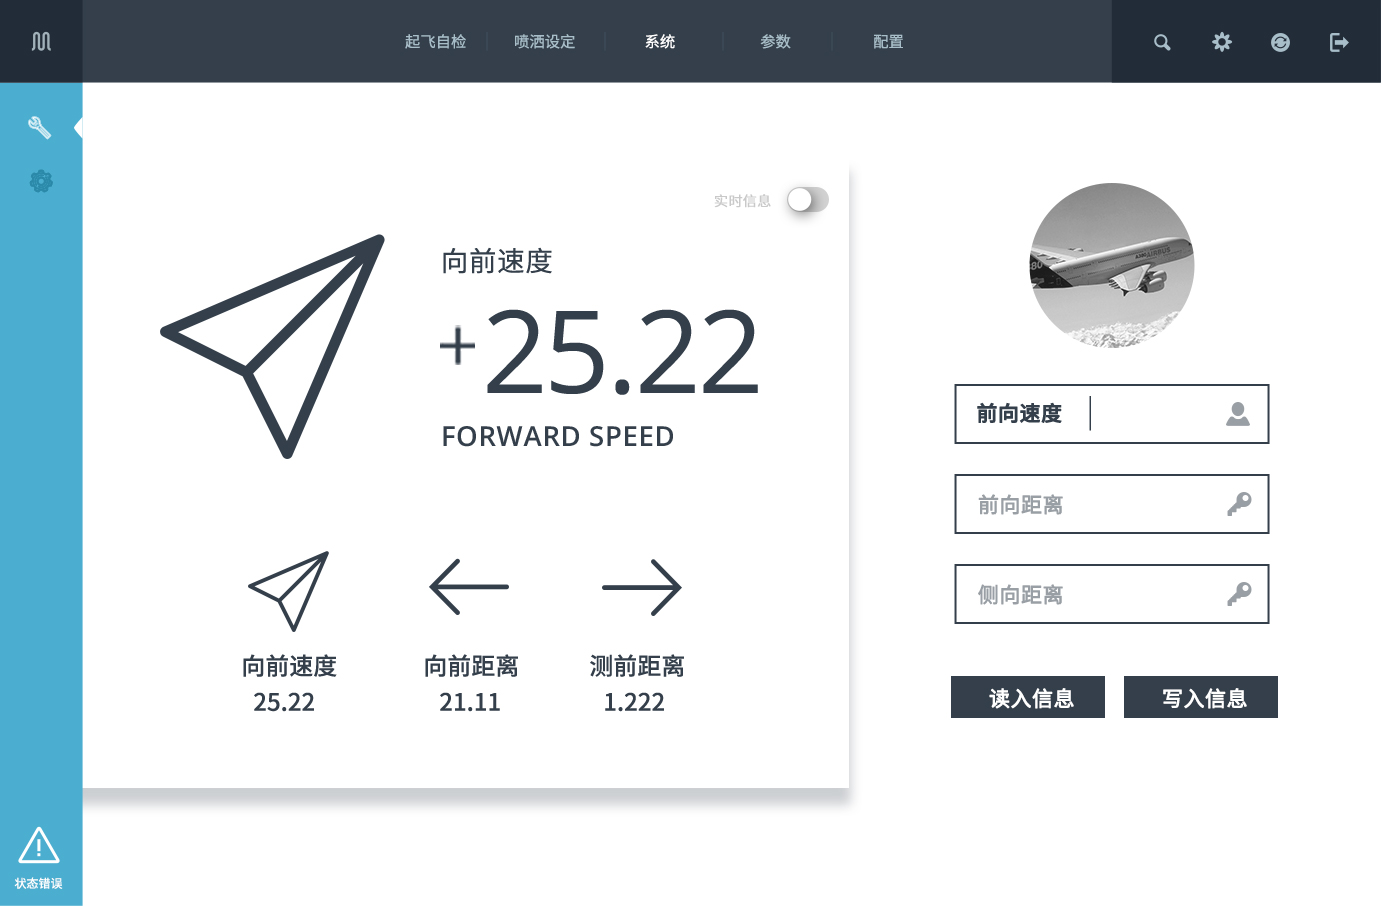 起飞自检 喷洒设定 系统 参数 配置
实时信息
向前速度
+25.22
FORWARD SPEED
向前速度 向前距离 测前距离
25.22 21.11 1.222
前向速度
前向距离
侧向距离
读入信息 写入信息
状态错误